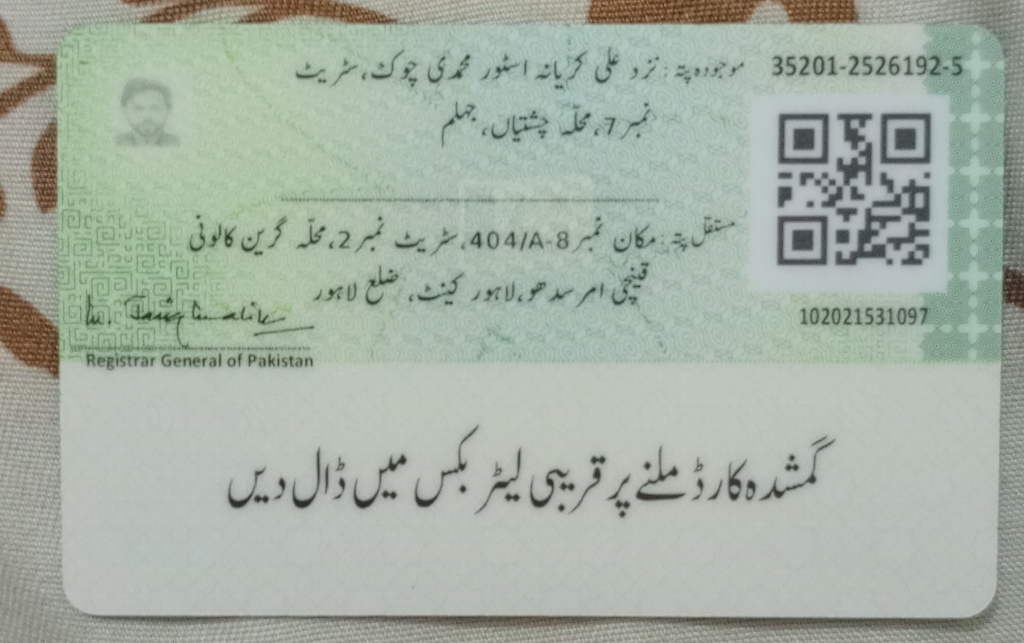 35201-2526192-5
موجودہ پتہ: نزد علی کریانہ اسٹور محمدی چوک، سٹریٹ
نمبر 7، محلّہ چشتیاں، جہلم
مستقل پتہ: مکان نمبر 404/A-8، سٹریٹ نمبر 2، محلّہ گرین کالونی
قینچی امر سدھو، لاہور کینٹ، ضلع لاہور
102021531097
Registrar General of Pakistan
گمشدہ کارڈ ملنے پر قریبی لیٹر بکس میں ڈال دیں